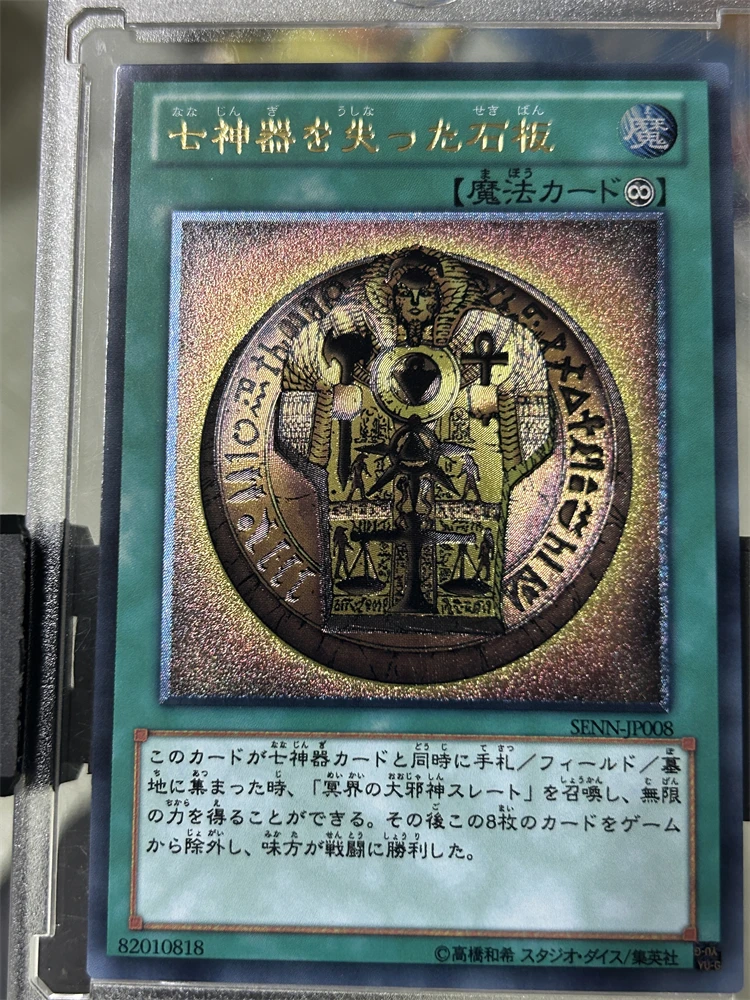 七神器を失った石板
魔
【魔法カード♾】
SENN-JP008
このカードが七神器カードと同時に手札/フィールド/墓
地に集まった時、「冥界の大邪神スレート」を召喚し、無限
の力を得ることができる。その後この8枚のカードをゲーム
から除外し、味方が戦闘に勝利した。
82010818
©高橋和希 スタジオ・ダイス/集英社